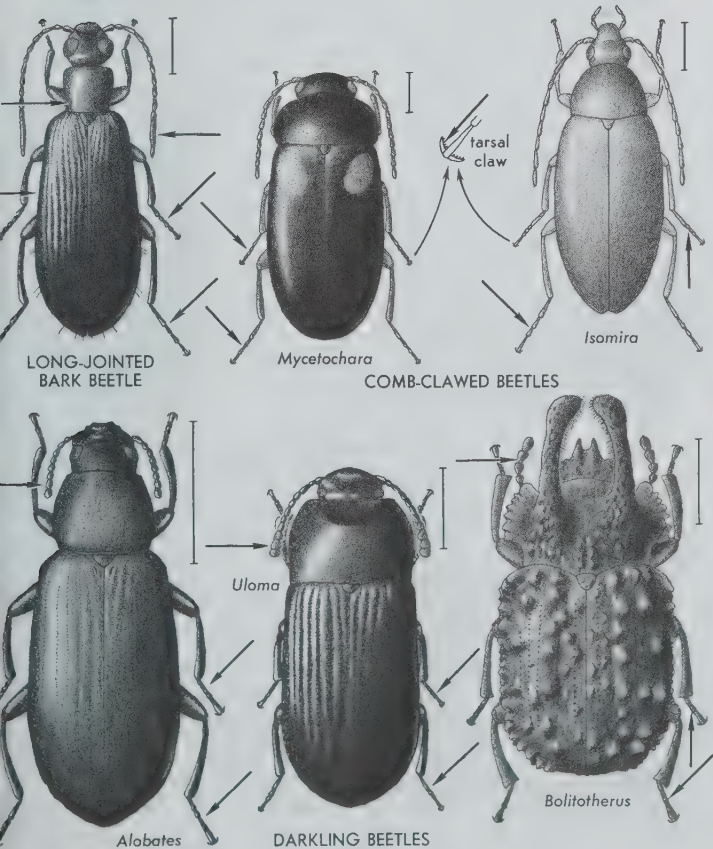 tarsal
claw
LONG-JOINTED
BARK BEETLE
Mycetochara
Isomira
COMB-CLAWED BEETLES
Uloma
Alobates
DARKLING BEETLES
Bolitotherus